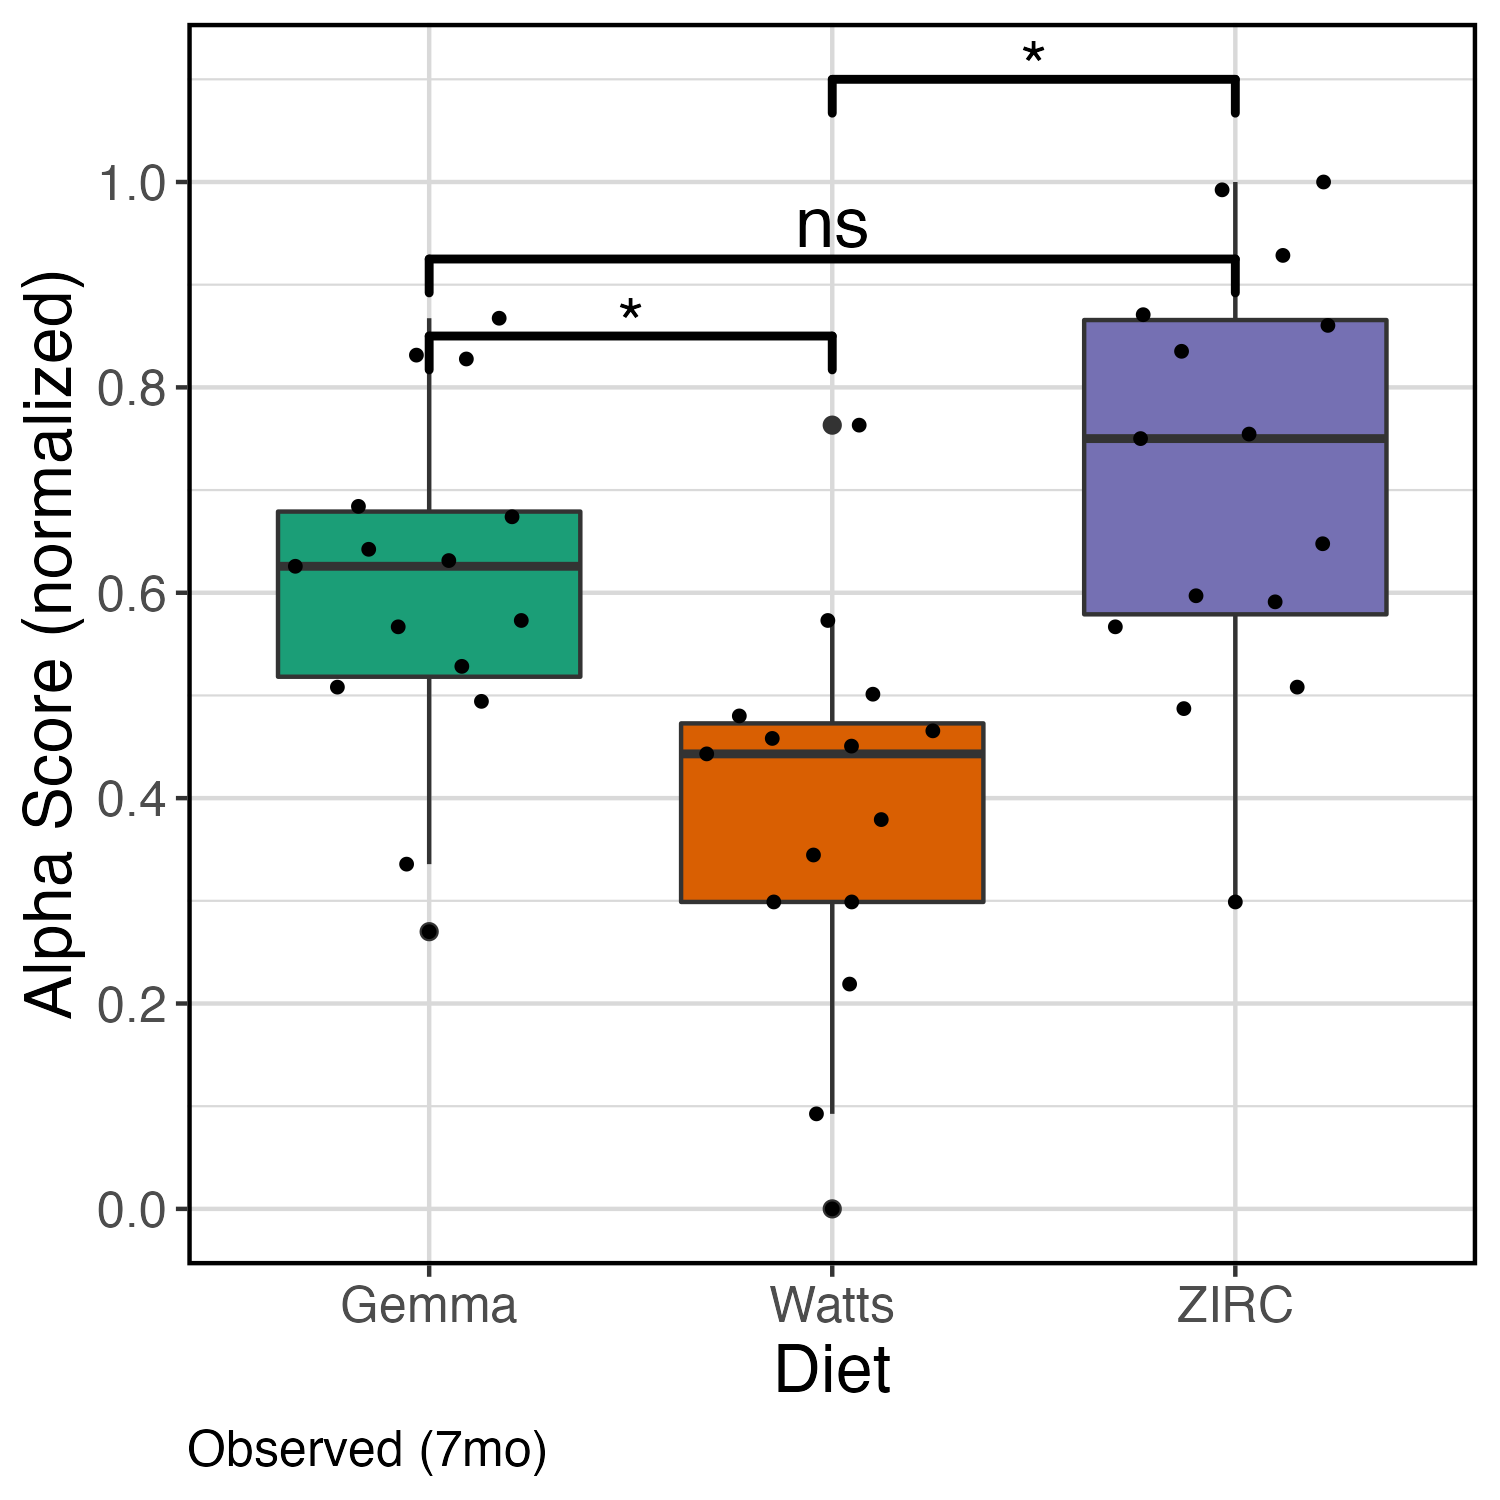 *
ns
*
Alpha Score (normalized)
1.0
0.8
0.6
0.4
0.2
0.0
Gemma Watts ZIRC
Diet
Observed (7mo)